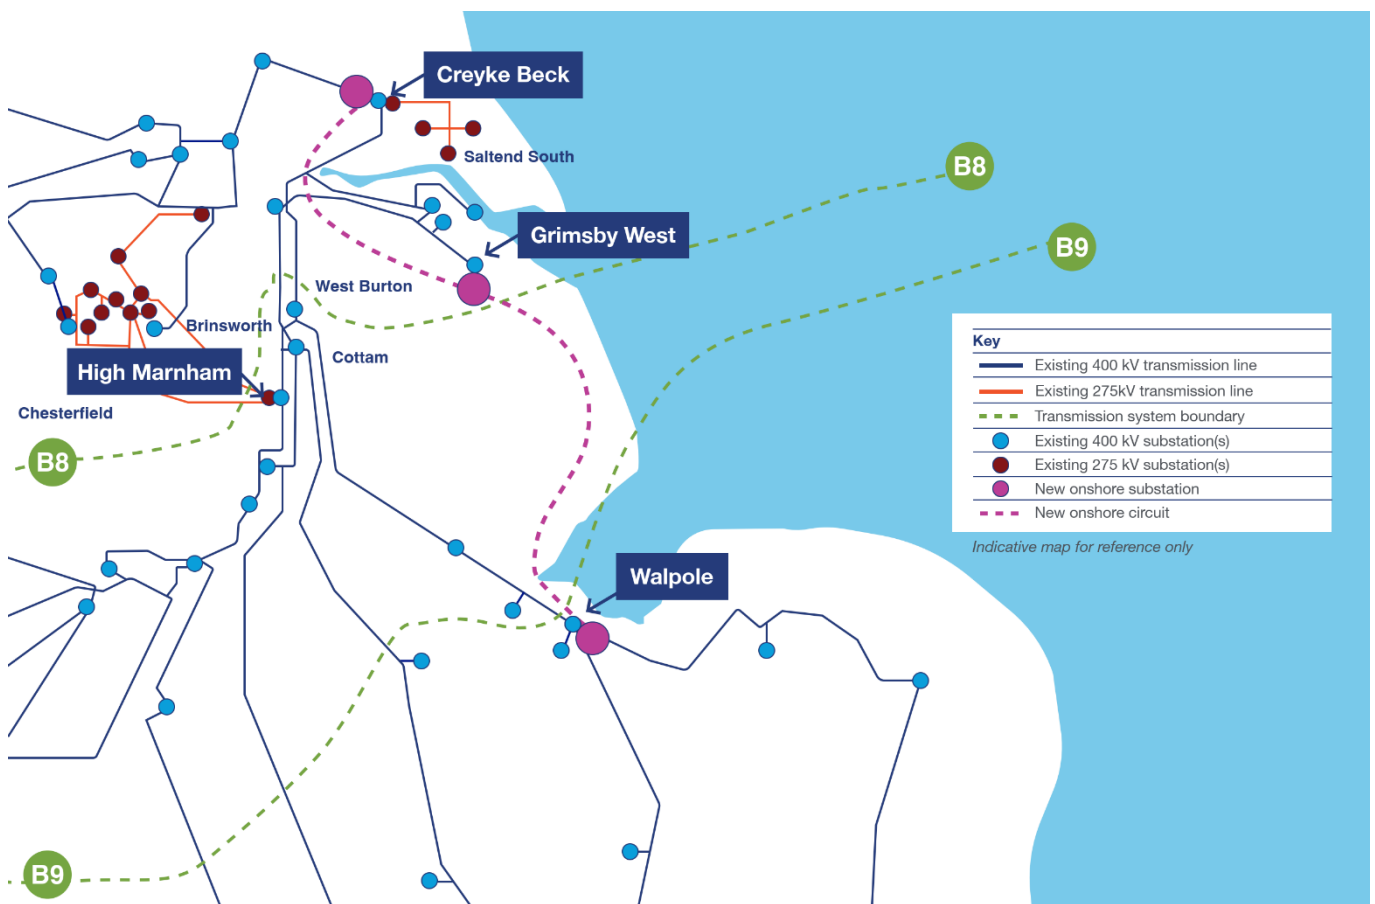 Creyke Beck
Saltend South
B8
Grimsby West
B9
West Burton
Brinsworth
Cottam
High Marnham
Chesterfield
B8
Key
Existing 400 kV transmission line
Existing 275kV transmission line
Transmission system boundary
Existing 400 kV substation(s)
Existing 275 kV substation(s)
New onshore substation
New onshore circuit
Indicative map for reference only
Walpole
B9